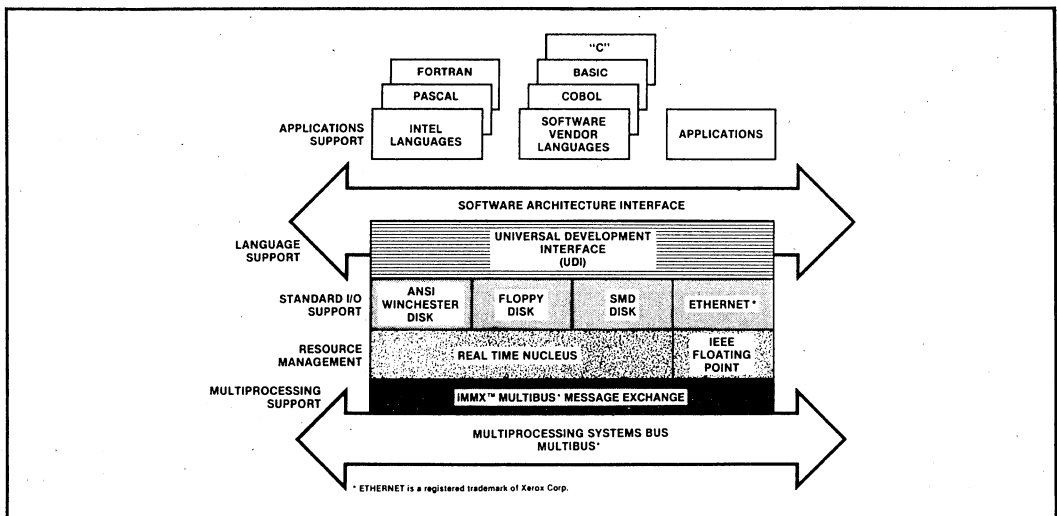 "C"
FORTRAN
BASIC
PASCAL
COBOL
APPLICATIONS
SUPPORT
INTEL
LANGUAGES
SOFTWARE
VENDOR
LANGUAGES
APPLICATIONS
SOFTWARE ARCHITECTURE INTERFACE
LANGUAGE
SUPPORT
UNIVERSAL DEVELOPMENT
INTERFACE
(UDI)
STANDARD I/O
SUPPORT
ANSI
WINCHESTER
DISK
FLOPPY
DISK
SMD
DISK
ETHERNET*
RESOURCE
MANAGEMENT
REAL TIME NUCLEUS
IEEE
FLOATING
POINT
MULTIPROCESSING
SUPPORT
iMMX™ MULTIBUS* MESSAGE EXCHANGE
MULTIPROCESSING SYSTEMS BUS
MULTIBUS*
* ETHERNET is a registered trademark of Xerox Corp.